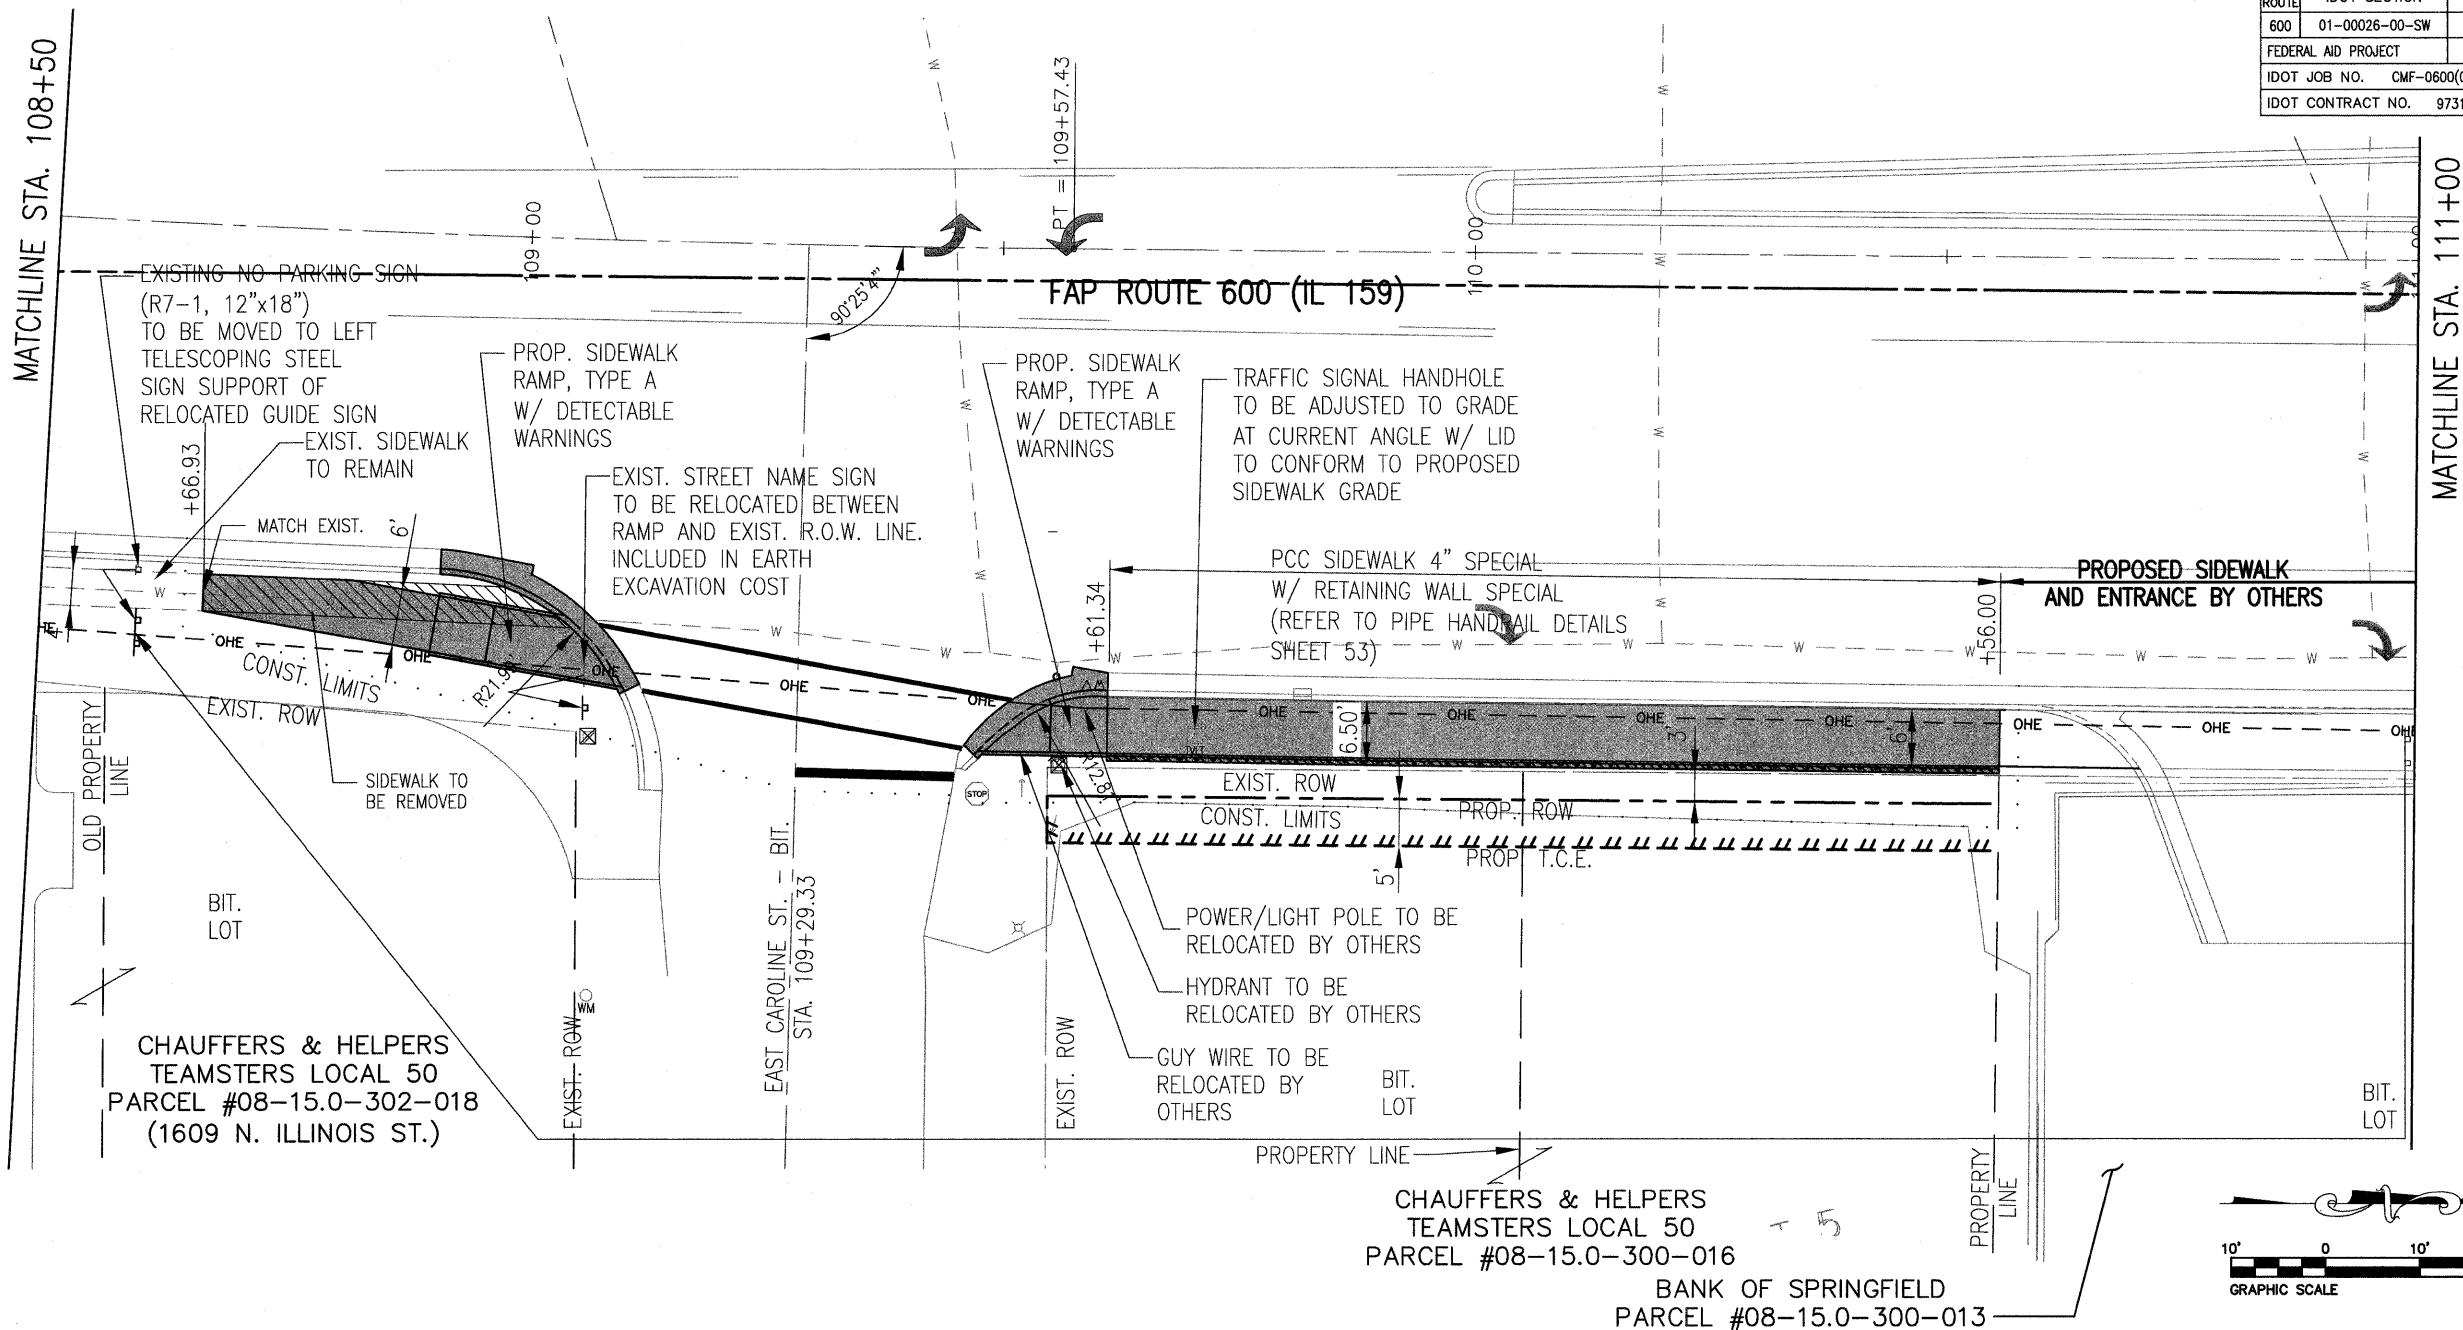 ROUTE
600 01-00026-00-SW
FEDERAL AID PROJECT
IDOT JOB NO. CMF-0600(
IDOT CONTRACT NO. 9731
MATCHLINE STA. 108+50
MATCHLINE STA. 111+00
109+00
PT = 109+57.43
110+00
90°25'4"
FAP ROUTE 600 (IL 159)
EXISTING NO PARKING SIGN
(R7-1, 12"x18")
TO BE MOVED TO LEFT
TELESCOPING STEEL
SIGN SUPPORT OF
RELOCATED GUIDE SIGN
EXIST. SIDEWALK
TO REMAIN
+66.93
MATCH EXIST.
6'
PROP. SIDEWALK
RAMP, TYPE A
W/ DETECTABLE
WARNINGS
EXIST. STREET NAME SIGN
TO BE RELOCATED BETWEEN
RAMP AND EXIST. R.O.W. LINE.
INCLUDED IN EARTH
EXCAVATION COST
PROP. SIDEWALK
RAMP, TYPE A
W/ DETECTABLE
WARNINGS
TRAFFIC SIGNAL HANDHOLE
TO BE ADJUSTED TO GRADE
AT CURRENT ANGLE W/ LID
TO CONFORM TO PROPOSED
SIDEWALK GRADE
+61.34
PCC SIDEWALK 4" SPECIAL
W/ RETAINING WALL SPECIAL
(REFER TO PIPE HANDRAIL DETAILS
SHEET 53)
+56.00
PROPOSED SIDEWALK
AND ENTRANCE BY OTHERS
W W W W W W W W W W
OHE OHE OHE OHE OHE OHE OHE OHE OHE OHE OHE OHE
CONST. LIMITS
EXIST. ROW
OLD PROPERTY
LINE
SIDEWALK TO
BE REMOVED
6.50'
3'
6'
STOP
EXIST. ROW
CONST. LIMITS
PROP. ROW
PROP. T.C.E.
5'
BIT.
LOT
EAST CAROLINE ST. - BIT.
STA. 109+29.33
POWER/LIGHT POLE TO BE
RELOCATED BY OTHERS
HYDRANT TO BE
RELOCATED BY OTHERS
GUY WIRE TO BE
RELOCATED BY
OTHERS
WM
EXIST. ROW
EXIST. ROW
BIT.
LOT
BIT.
LOT
CHAUFFERS & HELPERS
TEAMSTERS LOCAL 50
PARCEL #08-15.0-302-018
(1609 N. ILLINOIS ST.)
PROPERTY LINE
PROPERTY
LINE
CHAUFFERS & HELPERS
TEAMSTERS LOCAL 50
PARCEL #08-15.0-300-016
BANK OF SPRINGFIELD
PARCEL #08-15.0-300-013
10' 0 10'
GRAPHIC SCALE